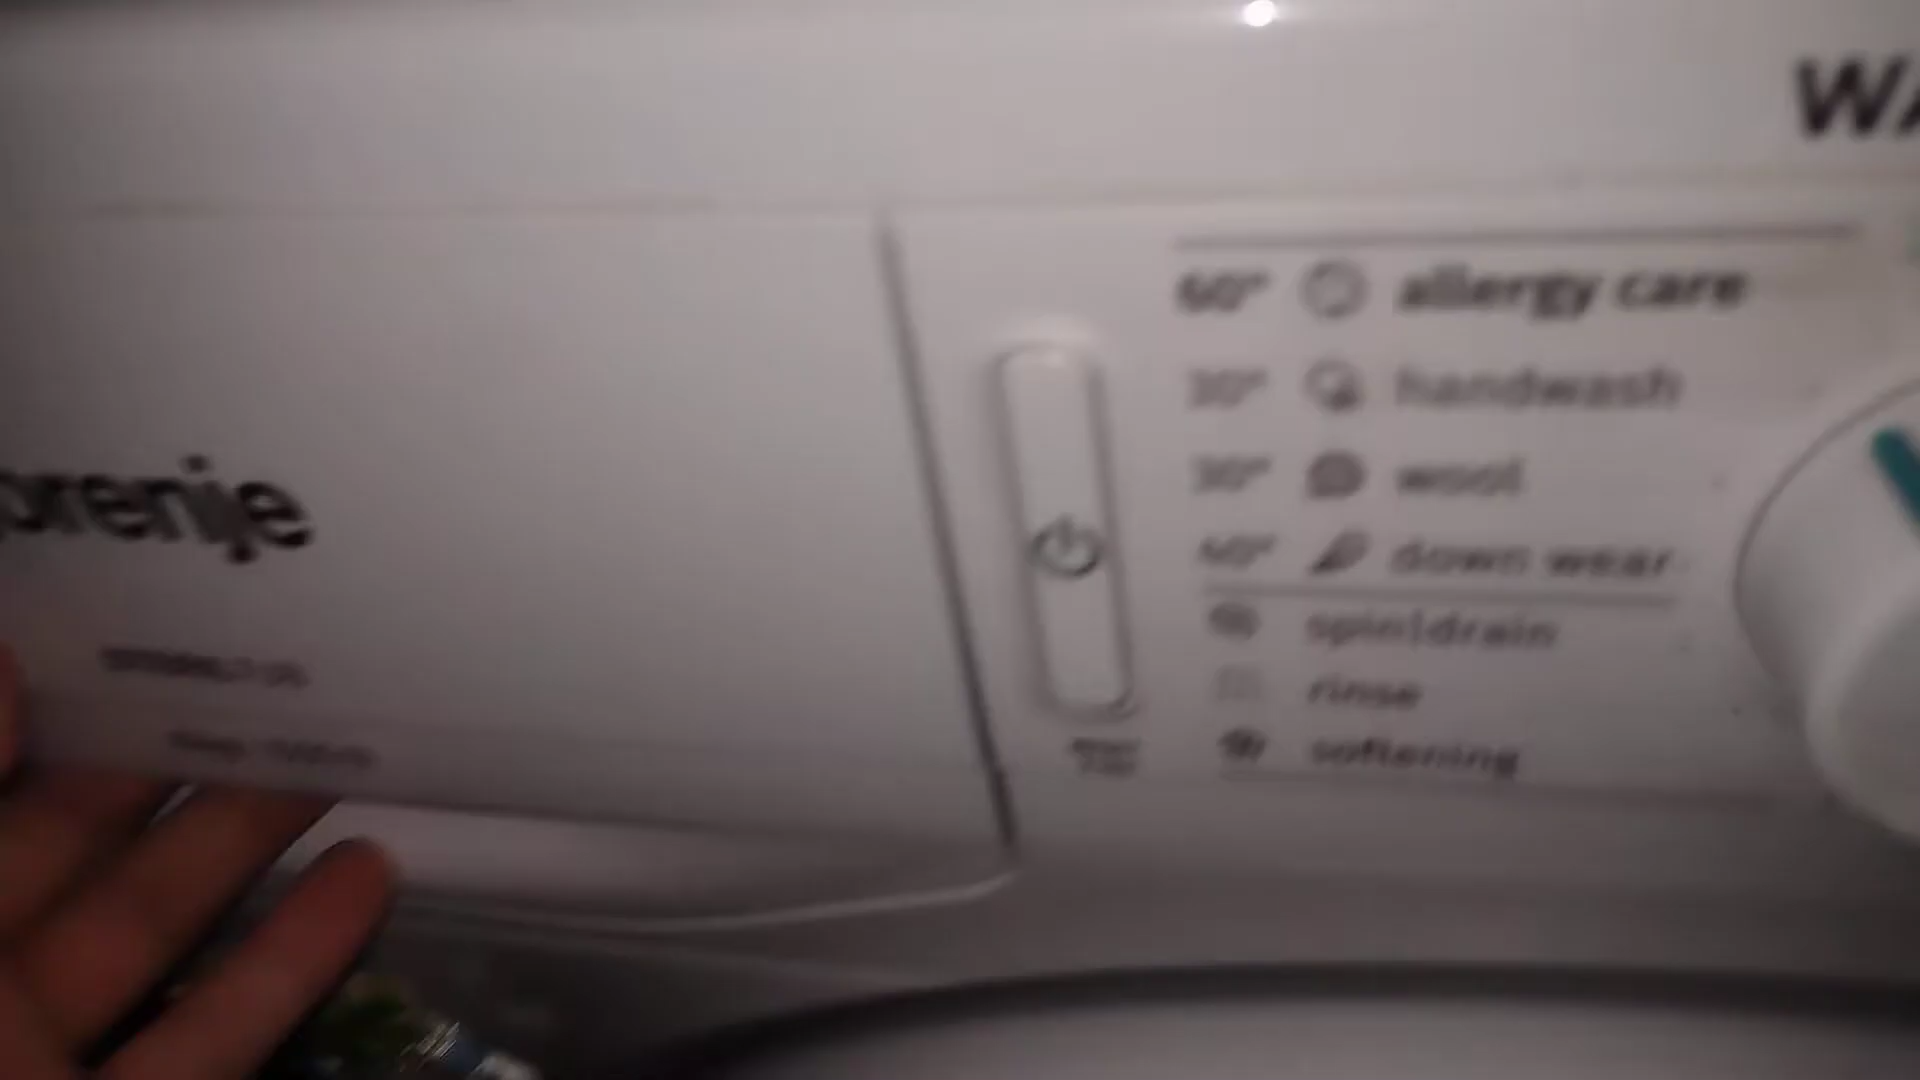 WA
60° allergy care
30° handwash
30° wool
orenje
40° down wear
spin|drain
rinse
softening